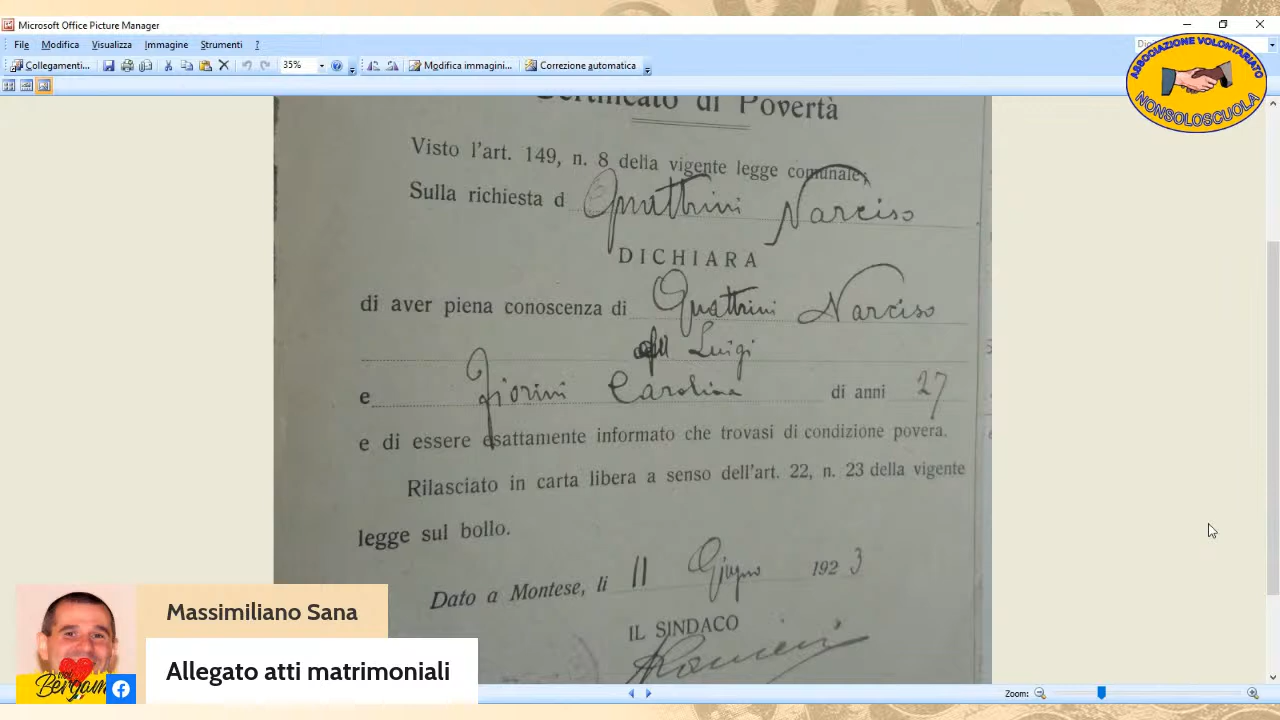 Microsoft Office Picture Manager
File Modifica Visualizza Immagine Strumenti ?
Collegamenti... 35% Modifica immagini... Correzione automatica
ASSOCIAZIONE VOLONTARIATO
NONSOLOSCUOLA
Certificato di Povertà
Visto l'art. 149, n. 8 della vigente legge comunale;
Sulla richiesta d Quattrini Narciso
DICHIARA
di aver piena conoscenza di Quattrini Narciso
Luigi
e Fiorini Carolina di anni 27
e di essere esattamente informato che trovasi di condizione povera.
Rilasciato in carta libera a senso dell'art. 22, n. 23 della vigente
legge sul bollo.
Dato a Montese, li 11 Giugno 1923
IL SINDACO
Massimiliano Sana
Allegato atti matrimoniali
Bergam
Zoom: